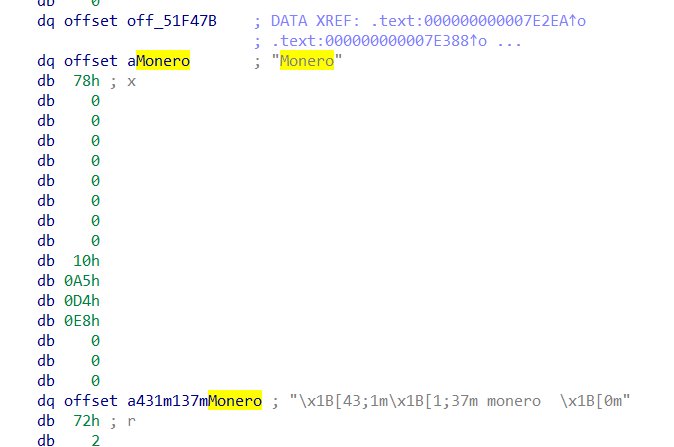 db 0
dq offset off_51F47B ; DATA XREF: .text:000000000007E2EA↑o
; .text:000000000007E388↑o ...
dq offset aMonero ; "Monero"
db 78h ; x
db 0
db 0
db 0
db 0
db 0
db 0
db 0
db 0
db 10h
db 0A5h
db 0D4h
db 0E8h
db 0
db 0
db 0
dq offset a431m137mMonero ; "\x1B[43;1m\x1B[1;37m monero  \x1B[0m"
db 72h ; r
db 2